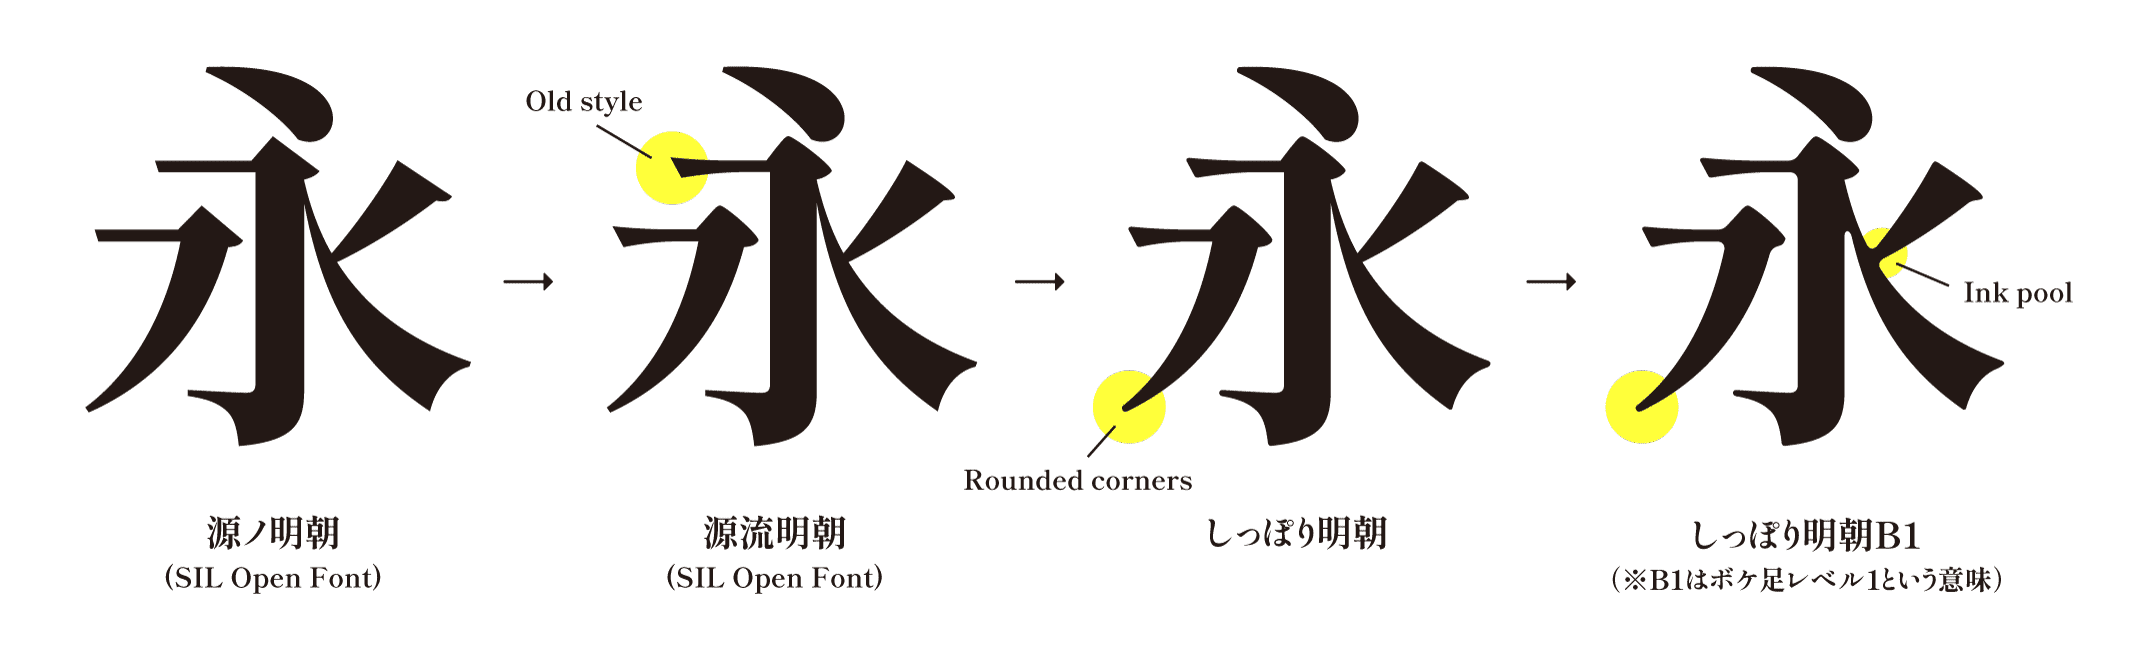 永
永
永
永
Old style
Ink pool
Rounded corners
源ノ明朝
(SIL Open Font)
源流明朝
(SIL Open Font)
しっぽり明朝
しっぽり明朝B1
（※B1はボケ足レベル1という意味）